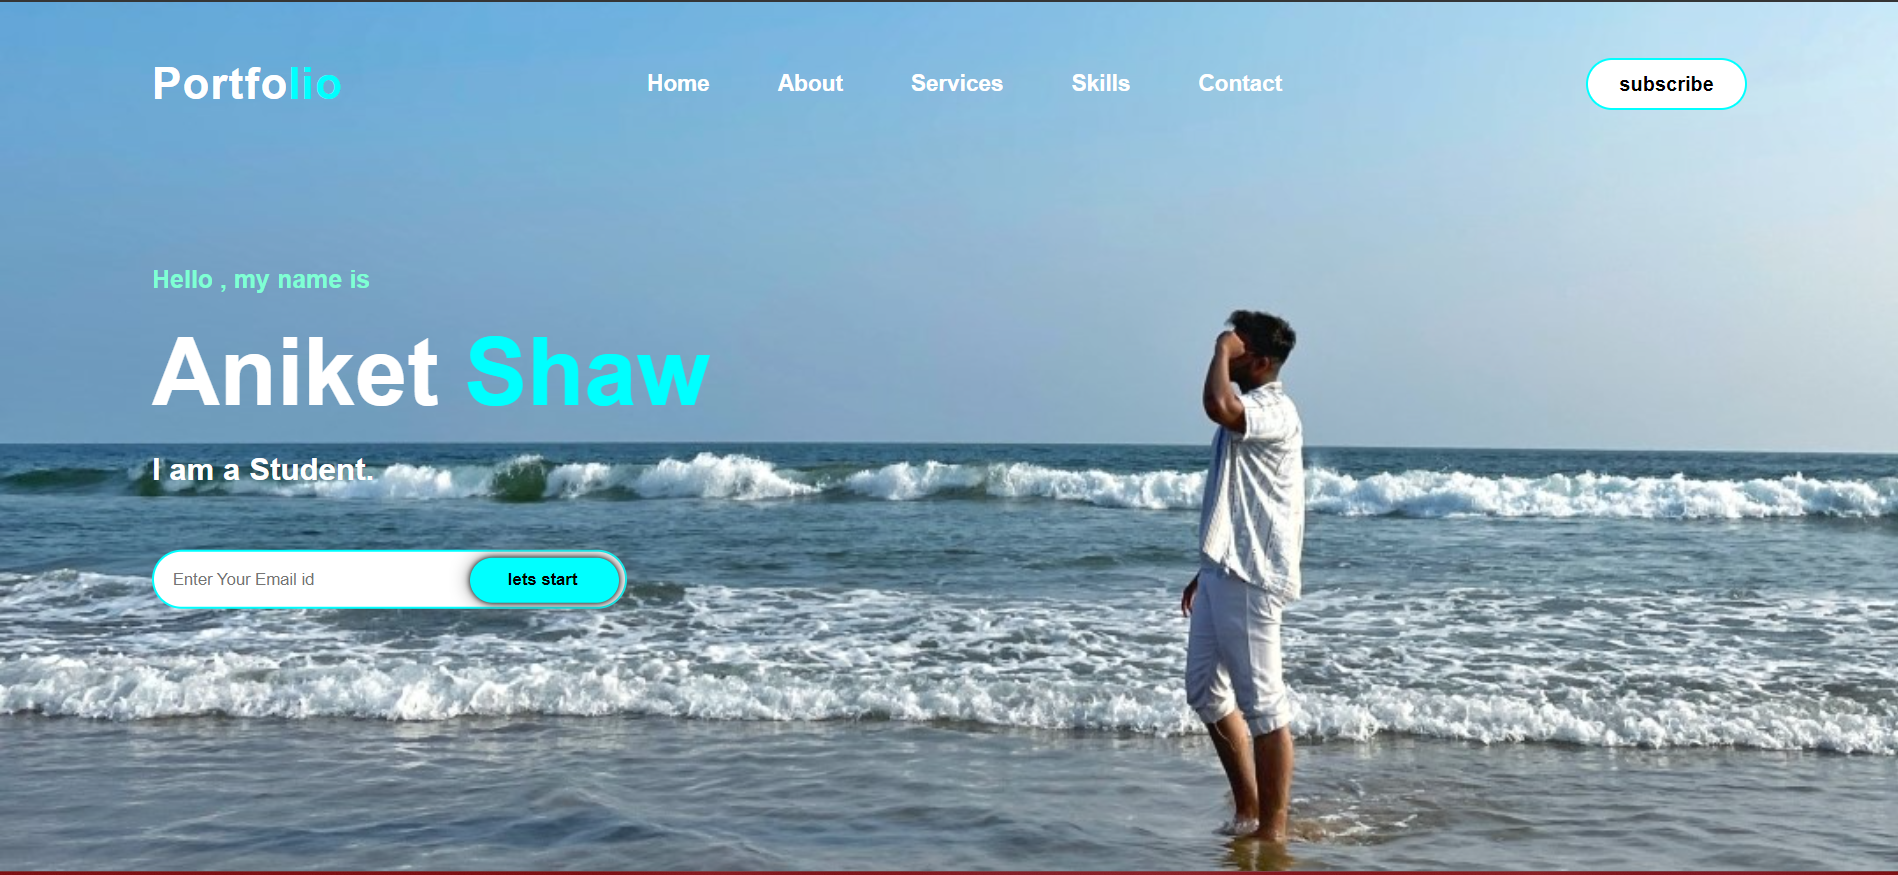 Portfolio
Home About Services Skills Contact
subscribe
Hello , my name is
Aniket Shaw
I am a Student.
Enter Your Email id
lets start